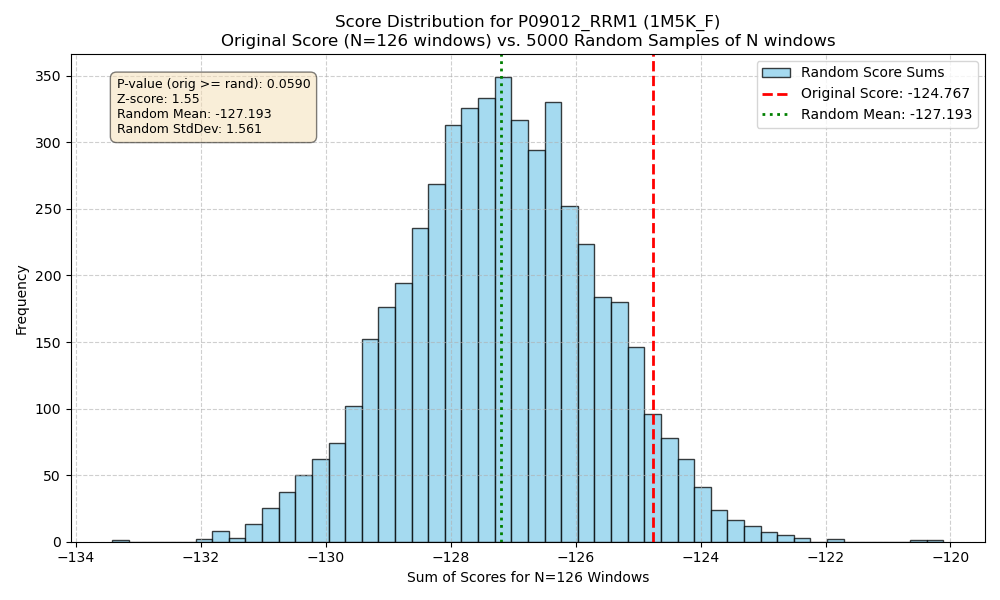 Score Distribution for P09012_RRM1 (1M5K_F)
Original Score (N=126 windows) vs. 5000 Random Samples of N windows
P-value (orig >= rand): 0.0590
Z-score: 1.55
Random Mean: -127.193
Random StdDev: 1.561
Random Score Sums
Original Score: -124.767
Random Mean: -127.193
Frequency
350
300
250
200
150
100
50
0
−134
−132
−130
−128
−126
−124
−122
−120
Sum of Scores for N=126 Windows